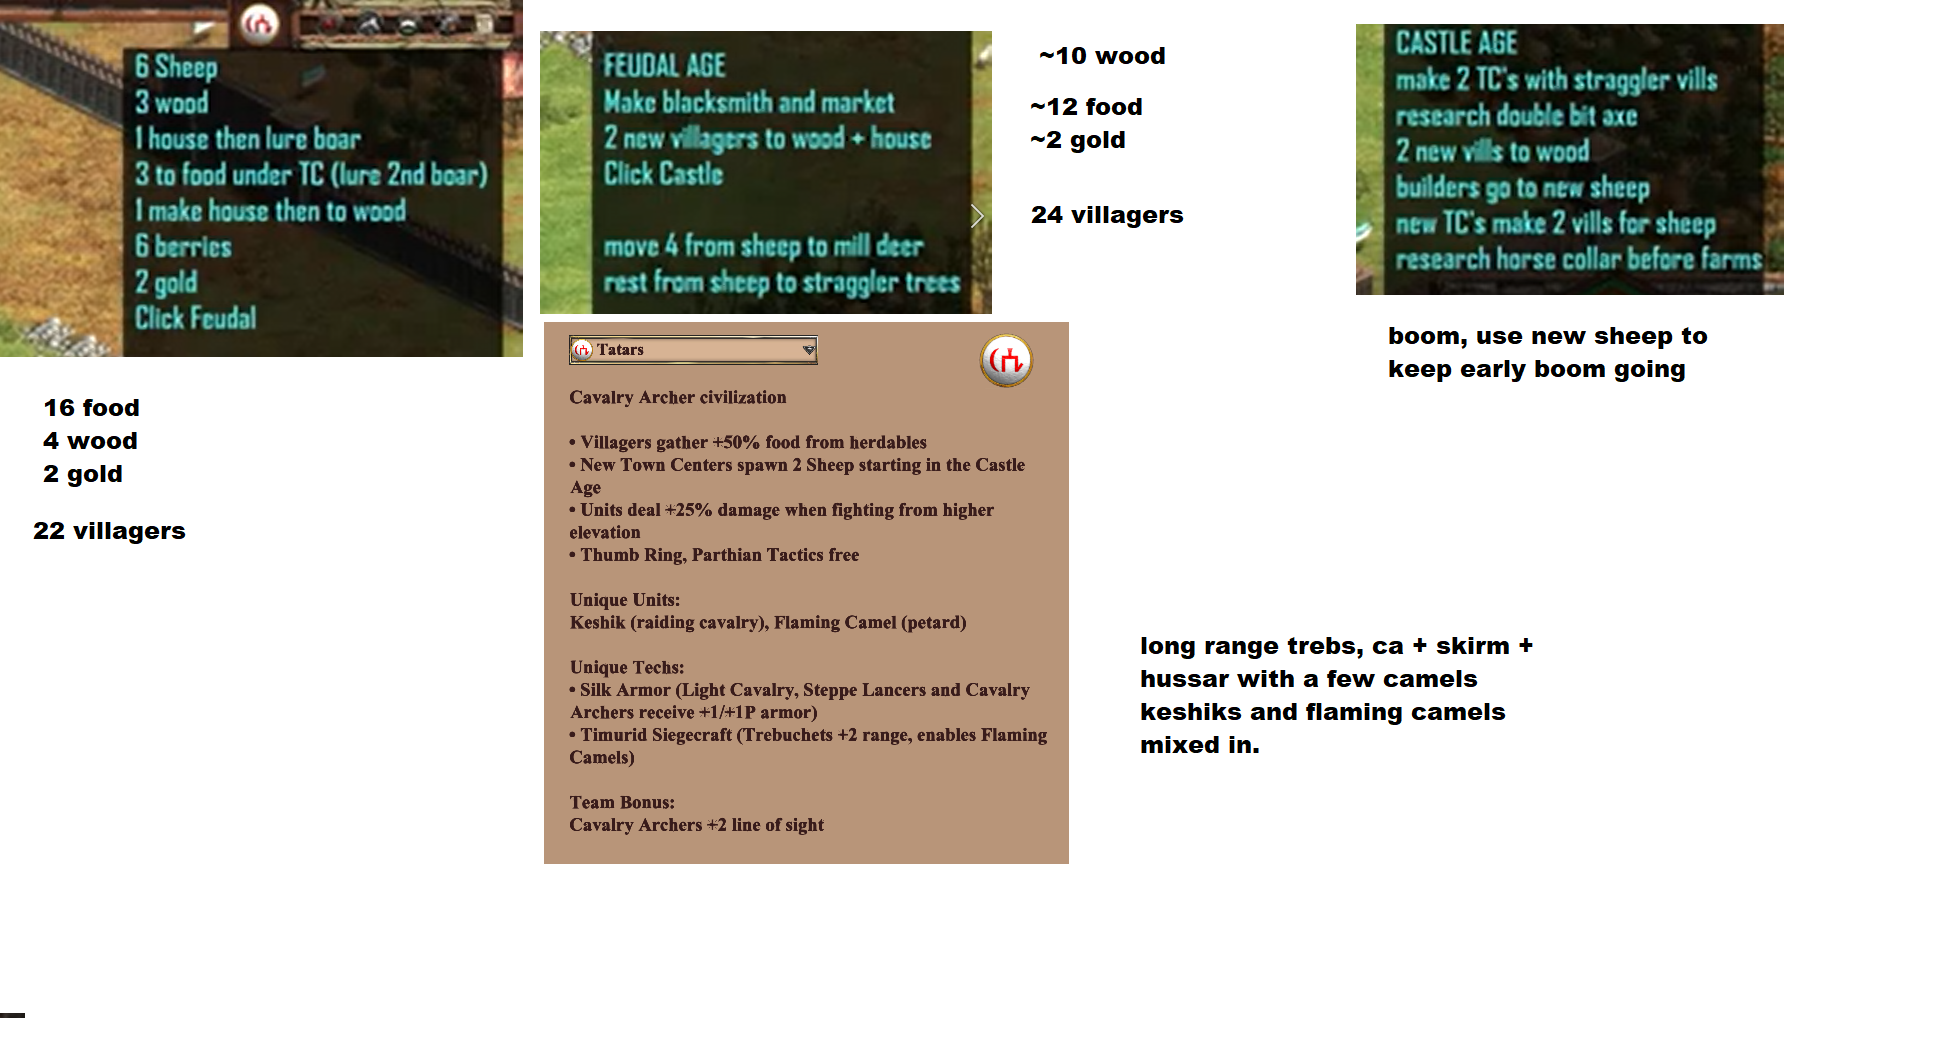 6 Sheep
3 wood
1 house then lure boar
3 to food under TC (lure 2nd boar)
1 make house then to wood
6 berries
2 gold
Click Feudal
16 food
4 wood
2 gold
22 villagers
FEUDAL AGE
Make blacksmith and market
2 new villagers to wood + house
Click Castle
move 4 from sheep to mill deer
rest from sheep to straggler trees
~10 wood
~12 food
~2 gold
24 villagers
CASTLE AGE
make 2 TC's with straggler vills
research double bit axe
2 new vills to wood
builders go to new sheep
new TC's make 2 vills for sheep
research horse collar before farms
boom, use new sheep to
keep early boom going
Tatars
Cavalry Archer civilization
• Villagers gather +50% food from herdables
• New Town Centers spawn 2 Sheep starting in the Castle
Age
• Units deal +25% damage when fighting from higher
elevation
• Thumb Ring, Parthian Tactics free
Unique Units:
Keshik (raiding cavalry), Flaming Camel (petard)
Unique Techs:
• Silk Armor (Light Cavalry, Steppe Lancers and Cavalry
Archers receive +1/+1P armor)
• Timurid Siegecraft (Trebuchets +2 range, enables Flaming
Camels)
Team Bonus:
Cavalry Archers +2 line of sight
long range trebs, ca + skirm +
hussar with a few camels
keshiks and flaming camels
mixed in.